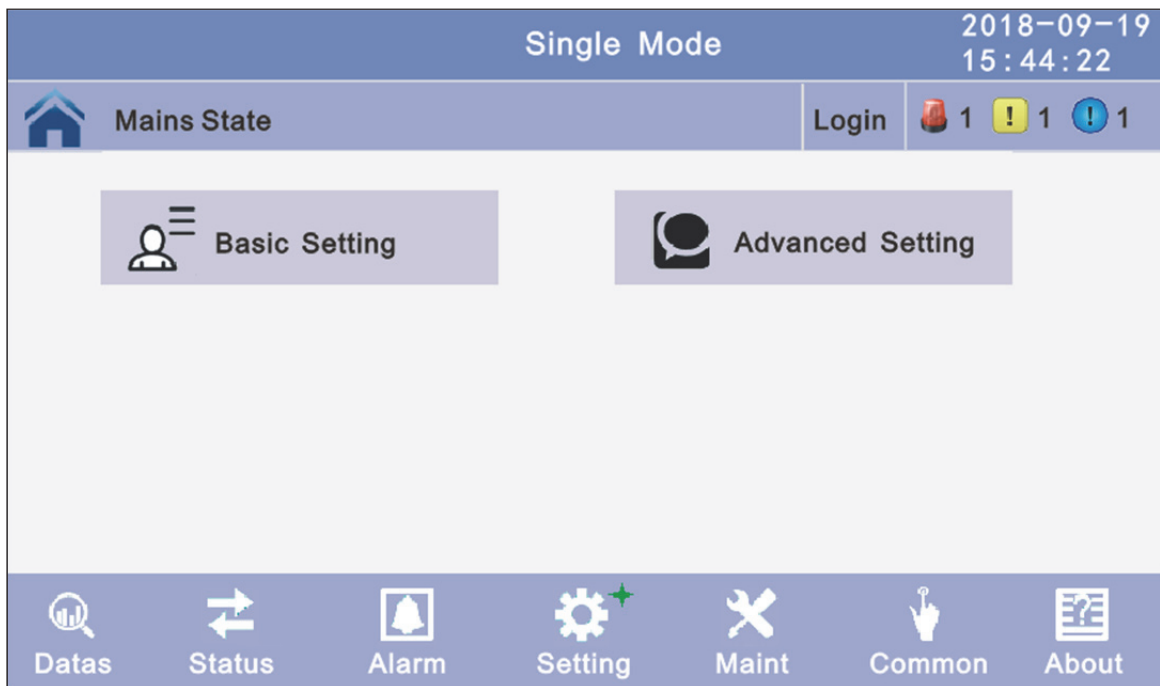 Single Mode
2018-09-19
15:44:22
Mains State
Login
1
! 1
! 1
Basic Setting
Advanced Setting
Datas
Status
Alarm
Setting
Maint
Common
?
About